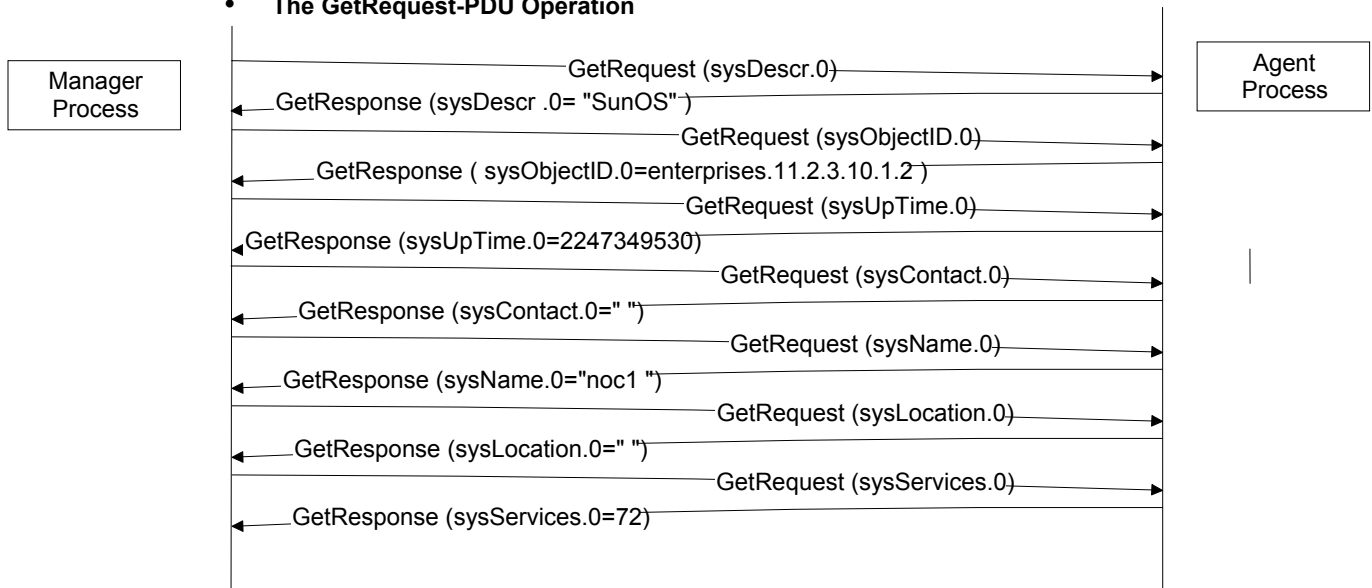 • The GetRequest-PDU Operation
Manager
Process
Agent
Process
GetRequest (sysDescr.0)
GetResponse (sysDescr .0= "SunOS" )
GetRequest (sysObjectID.0)
GetResponse ( sysObjectID.0=enterprises.11.2.3.10.1.2 )
GetRequest (sysUpTime.0)
GetResponse (sysUpTime.0=2247349530)
GetRequest (sysContact.0)
GetResponse (sysContact.0=" ")
GetRequest (sysName.0)
GetResponse (sysName.0="noc1 ")
GetRequest (sysLocation.0)
GetResponse (sysLocation.0=" ")
GetRequest (sysServices.0)
GetResponse (sysServices.0=72)